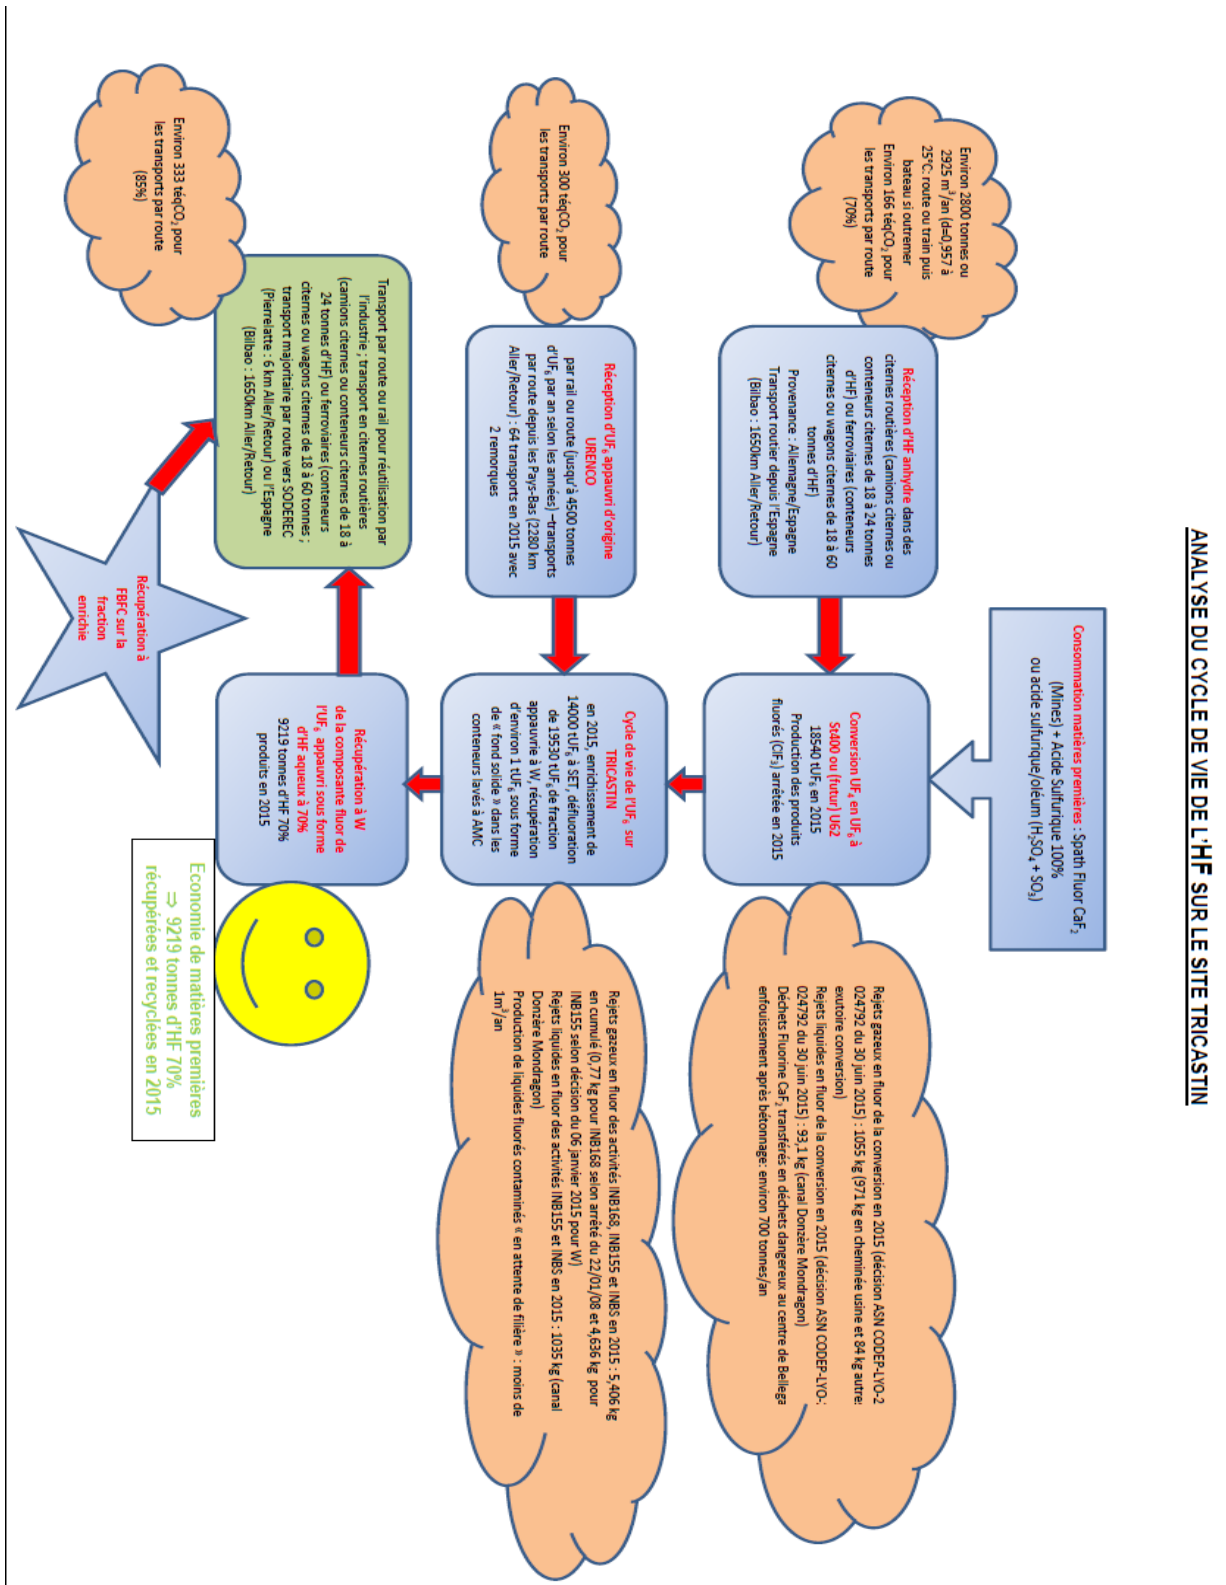 ANALYSE DU CYCLE DE VIE DE L'HF SUR LE SITE TRICASTIN
Consommation matières premières : Spath Fluor CaF₂
(Mines) + Acide Sulfurique 100%
ou acide sulfurique/oléum (H₂SO₄ + SO₃)
Environ 2800 tonnes ou
2925 m³/an (d=0,957 à
25°C: route ou train puis
bateau si outremer
Environ 166 téqCO₂ pour
les transports par route
(70%)
Réception d'HF anhydre dans des
citernes routières (camions citernes ou
conteneurs citernes de 18 à 24 tonnes
d'HF) ou ferroviaires (conteneurs
citernes ou wagons citernes de 18 à 60
tonnes d'HF)
Provenance : Allemagne/Espagne
Transport routier depuis l'Espagne
(Bilbao : 1650km Aller/Retour)
Conversion UF₄ en UF₆ à
St400 ou (futur) U62
18540 tUF₆ en 2015
Production des produits
fluorés (ClF₃) arrêtée en 2015
Rejets gazeux en fluor de la conversion en 2015 (décision ASN CODEP-LYO-2
024792 du 30 juin 2015) : 1055 kg (971 kg en cheminée usine et 84 kg autre
exutoire conversion)
Rejets liquides en fluor de la conversion en 2015 (décision ASN CODEP-LYO-
024792 du 30 juin 2015) : 93,1 kg (canal Donzère Mondragon)
Déchets Fluorine CaF₂ transférés en déchets dangereux au centre de Bellega
enfouissement après bétonnage: environ 700 tonnes/an
Environ 300 téqCO₂ pour
les transports par route
Réception d'UF₆ appauvri d'origine
URENCO
par rail ou route (jusqu'à 4500 tonnes
d'UF₆ par an selon les années) –transports
par route depuis les Pays-Bas (2280 km
Aller/Retour) : 64 transports en 2015 avec
2 remorques
Cycle de vie de l'UF₆ sur
TRICASTIN
en 2015, enrichissement de
14000 tUF₆ à SET, défluoration
de 19530 tUF₆ de fraction
appauvrie à W, récupération
d'environ 1 tUF₆ sous forme
de « fond solide » dans les
conteneurs lavés à AMC
Rejets gazeux en fluor des activités INB168, INB155 et INBS en 2015 : 5,406 kg
en cumulé (0,77 kg pour INB168 selon arrêté du 22/01/08 et 4,636 kg pour
INB155 selon décision du 06 janvier 2015 pour W)
Rejets liquides en fluor des activités INB155 et INBS en 2015 : 1035 kg (canal
Donzère Mondragon)
Production de liquides fluorés contaminés « en attente de filière » : moins de
1m³/an
Environ 333 téqCO₂ pour
les transports par route
(85%)
Transport par route ou rail pour réutilisation par
l'industrie ; transport en citernes routières
(camions citernes ou conteneurs citernes de 18 à
24 tonnes d'HF) ou ferroviaires (conteneurs
citernes ou wagons citernes de 18 à 60 tonnes ;
transport majoritaire par route vers SODEREC
(Pierrelatte : 6 km Aller/Retour) ou l'Espagne
(Bilbao : 1650km Aller/Retour)
Récupération à W
de la composante fluor de
l'UF₆ appauvri sous forme
d'HF aqueux à 70%
9219 tonnes d'HF 70%
produits en 2015
Récupération à
FBFC sur la
fraction
enrichie
Economie de matières premières
⇒ 9219 tonnes d'HF 70%
récupérées et recyclées en 2015